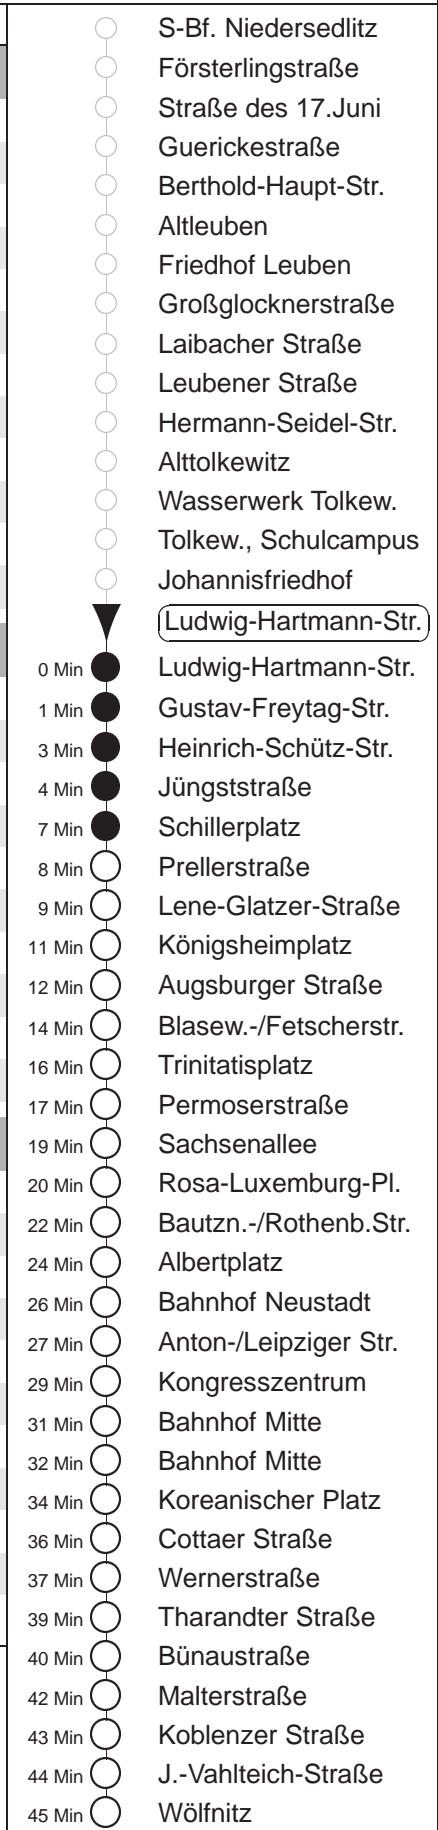 S-Bf. Niedersedlitz
Försterlingstraße
Straße des 17.Juni
Guerickestraße
Berthold-Haupt-Str.
Altleuben
Friedhof Leuben
Großglocknerstraße
Laibacher Straße
Leubener Straße
Hermann-Seidel-Str.
Alttolkewitz
Wasserwerk Tolkew.
Tolkew., Schulcampus
Johannisfriedhof
Ludwig-Hartmann-Str.
0 Min Ludwig-Hartmann-Str.
1 Min Gustav-Freytag-Str.
3 Min Heinrich-Schütz-Str.
4 Min Jüngststraße
7 Min Schillerplatz
8 Min Prellerstraße
9 Min Lene-Glatzer-Straße
11 Min Königsheimplatz
12 Min Augsburger Straße
14 Min Blasew.-/Fetscherstr.
16 Min Trinitatisplatz
17 Min Permoserstraße
19 Min Sachsenallee
20 Min Rosa-Luxemburg-Pl.
22 Min Bautzn.-/Rothenb.Str.
24 Min Albertplatz
26 Min Bahnhof Neustadt
27 Min Anton-/Leipziger Str.
29 Min Kongresszentrum
31 Min Bahnhof Mitte
32 Min Bahnhof Mitte
34 Min Koreanischer Platz
36 Min Cottaer Straße
37 Min Wernerstraße
39 Min Tharandter Straße
40 Min Bünaustraße
42 Min Malterstraße
43 Min Koblenzer Straße
44 Min J.-Vahlteich-Straße
45 Min Wölfnitz